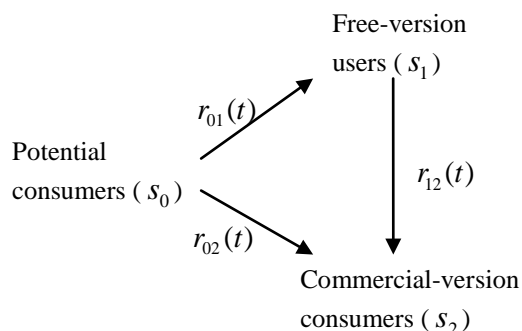 Free-version
users ( s₁ )
r₀₁(t)
Potential
consumers ( s₀ )
r₁₂(t)
r₀₂(t)
Commercial-version
consumers ( s₂ )